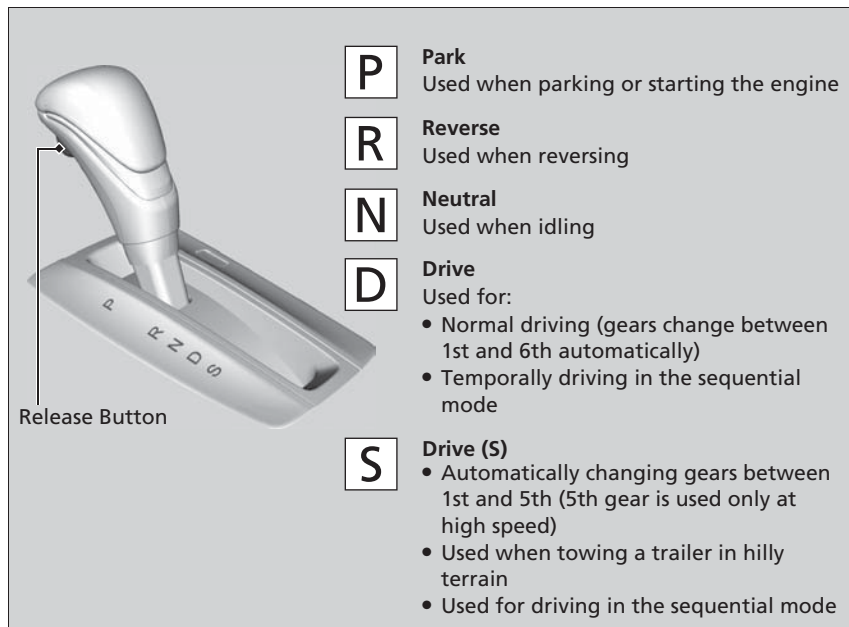 P
Park
Used when parking or starting the engine
R
Reverse
Used when reversing
N
Neutral
Used when idling
D
Drive
Used for:
● Normal driving (gears change between
1st and 6th automatically)
● Temporally driving in the sequential
mode
S
Drive (S)
● Automatically changing gears between
1st and 5th (5th gear is used only at
high speed)
● Used when towing a trailer in hilly
terrain
● Used for driving in the sequential mode
P
R
N
D
S
Release Button